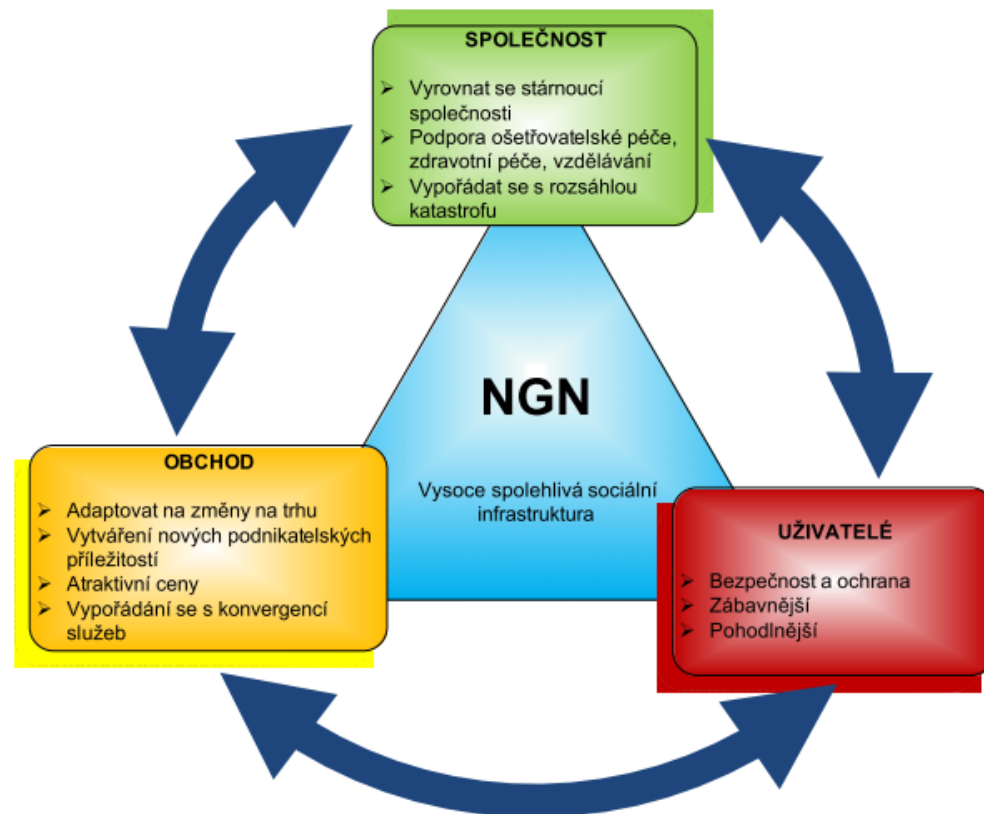 SPOLEČNOST
Vyrovnat se stárnoucí
společnosti
Podpora ošetřovatelské péče,
zdravotní péče, vzdělávání
Vypořádat se s rozsáhlou
katastrofu
NGN
Vysoce spolehlivá sociální
infrastruktura
OBCHOD
Adaptovat na změny na trhu
Vytváření nových podnikatelských
příležitostí
Atraktivní ceny
Vypořádání se s konvergencí
služeb
UŽIVATELÉ
Bezpečnost a ochrana
Zábavnější
Pohodlnější